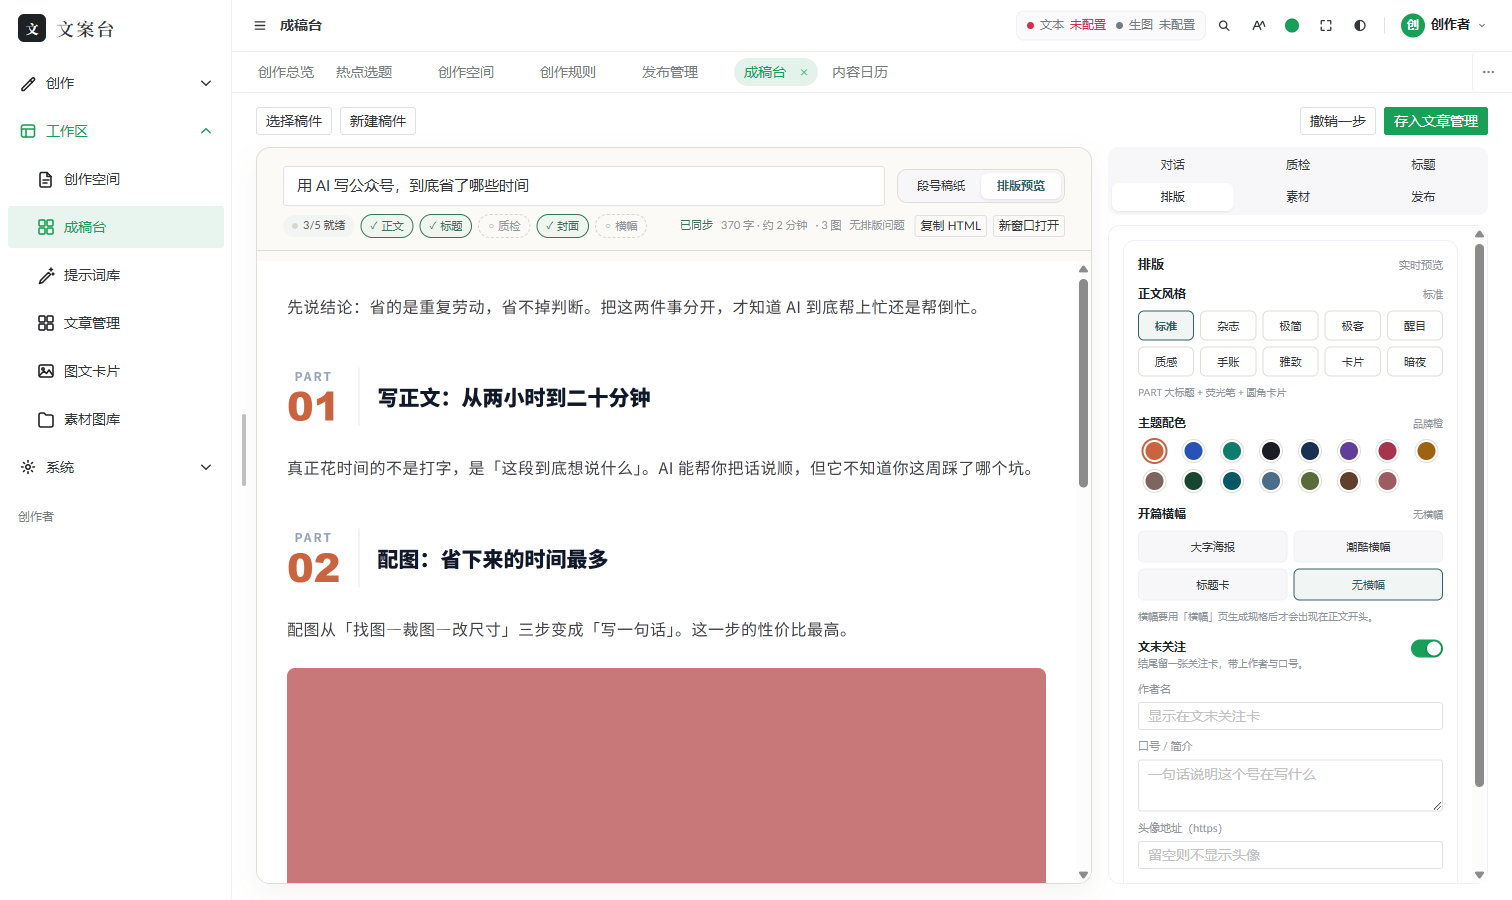 文 文案台
创作
工作区
创作空间
成稿台
提示词库
文章管理
图文卡片
素材图库
系统
创作者
成稿台
文本 未配置 生图 未配置
创 创作者
创作总览 热点选题 创作空间 创作规则 发布管理 成稿台 × 内容日历
选择稿件 新建稿件
撤销一步 存入文章管理
用 AI 写公众号，到底省了哪些时间
段号稿纸 排版预览
3/5 就绪 ✓ 正文 ✓ 标题 ○ 质检 ✓ 封面 ○ 横幅
已同步 370 字 · 约 2 分钟 · 3 图 无排版问题 复制 HTML 新窗口打开
先说结论：省的是重复劳动，省不掉判断。把这两件事分开，才知道 AI 到底帮上忙还是帮倒忙。
PART
01 写正文：从两小时到二十分钟
真正花时间的不是打字，是「这段到底想说什么」。AI 能帮你把话说顺，但它不知道你这周踩了哪个坑。
PART
02 配图：省下来的时间最多
配图从「找图—裁图—改尺寸」三步变成「写一句话」。这一步的性价比最高。
对话 质检 标题
排版 素材 发布
排版 实时预览
正文风格 标准
标准 杂志 极简 极客 醒目
质感 手账 雅致 卡片 暗夜
PART 大标题 + 荧光笔 + 圆角卡片
主题配色 品牌橙
开篇横幅 无横幅
大字海报 潮酷横幅
标题卡 无横幅
横幅要用「横幅」页生成规格后才会出现在正文开头。
文末关注
结尾留一张关注卡，带上作者与口号。
作者名
显示在文末关注卡
口号 / 简介
一句话说明这个号在写什么
头像地址（https）
留空则不显示头像